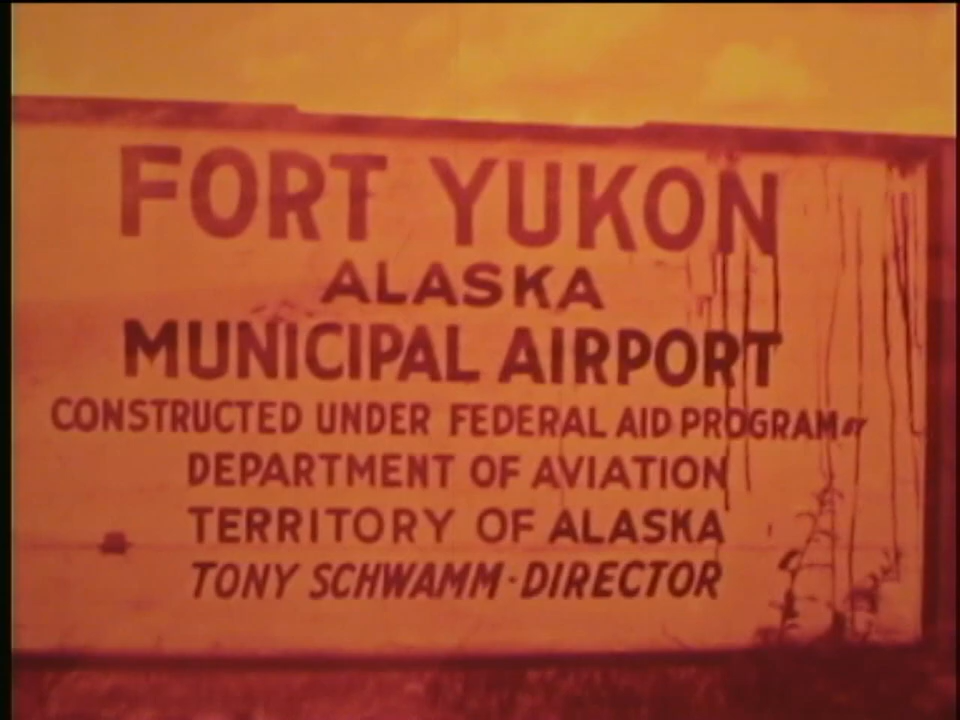 FORT YUKON
ALASKA
MUNICIPAL AIRPORT
CONSTRUCTED UNDER FEDERAL AID PROGRAM BY
DEPARTMENT OF AVIATION
TERRITORY OF ALASKA
TONY SCHWAMM · DIRECTOR